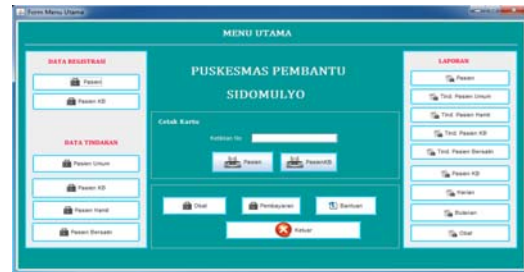 Form Menu Utama
MENU UTAMA
DATA REGISTRASI
Pasien
Pasien KB
DATA TINDAKAN
Pasien Umum
Pasien KB
Pasien Hamil
Pasien Bersalin
PUSKESMAS PEMBANTU
SIDOMULYO
Cetak Kartu
Ketikkan No
Pasien
PasienKB
Obat
Pembayaran
Bantuan
Keluar
LAPORAN
Pasien
Tind. Pasien Umum
Tind. Pasien Hamil
Tind. Pasien KB
Tind. Pasien Bersalin
Pasien KB
Harian
Bulanan
Obat